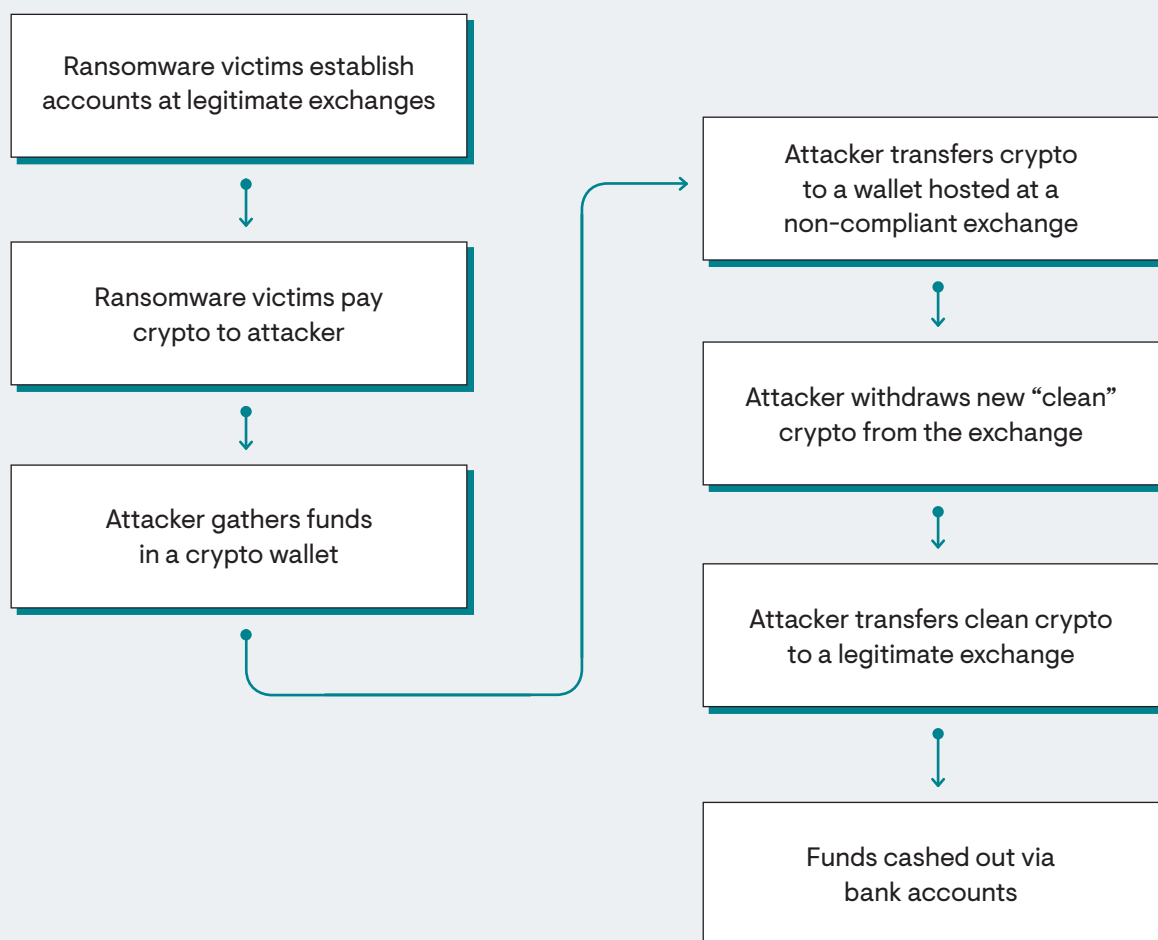 Ransomware victims establish
accounts at legitimate exchanges
Ransomware victims pay
crypto to attacker
Attacker gathers funds
in a crypto wallet
Attacker transfers crypto
to a wallet hosted at a
non-compliant exchange
Attacker withdraws new “clean”
crypto from the exchange
Attacker transfers clean crypto
to a legitimate exchange
Funds cashed out via
bank accounts